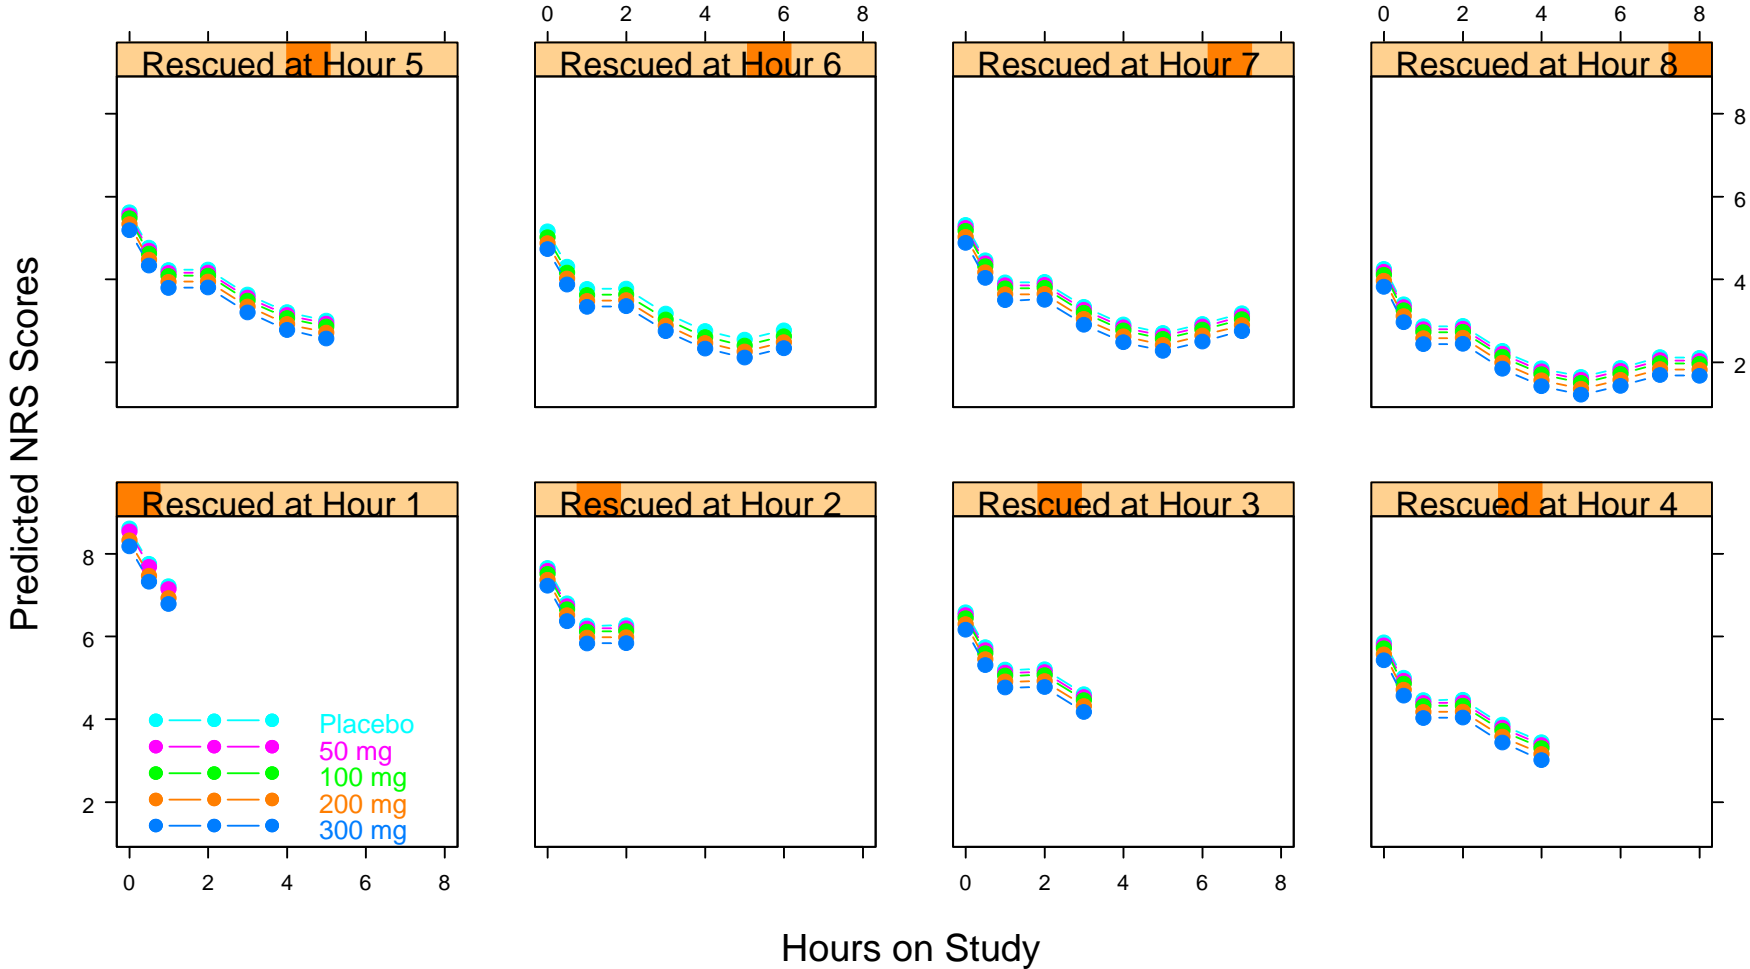 0 2 4 6 8
0 2 4 6 8
Rescued at Hour 5
Rescued at Hour 6
Rescued at Hour 7
Rescued at Hour 8
8
6
4
2
Predicted NRS Scores
Rescued at Hour 1
Rescued at Hour 2
Rescued at Hour 3
Rescued at Hour 4
8
6
4
2
Placebo
50 mg
100 mg
200 mg
300 mg
0 2 4 6 8
0 2 4 6 8
Hours on Study